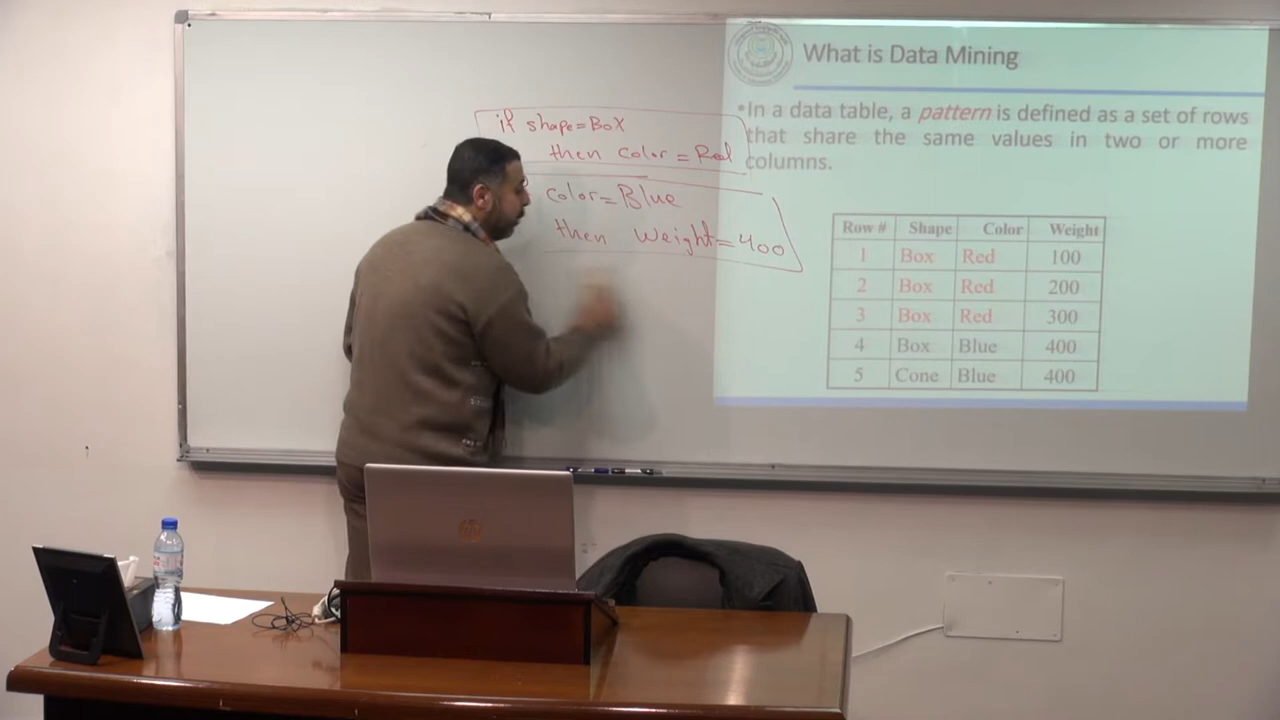 What is Data Mining
•In a data table, a pattern is defined as a set of rows
that share the same values in two or more
columns.
Row # Shape Color Weight
1 Box Red 100
2 Box Red 200
3 Box Red 300
4 Box Blue 400
5 Cone Blue 400
if shape=Box
then color=Red
color=Blue
then Weight=400